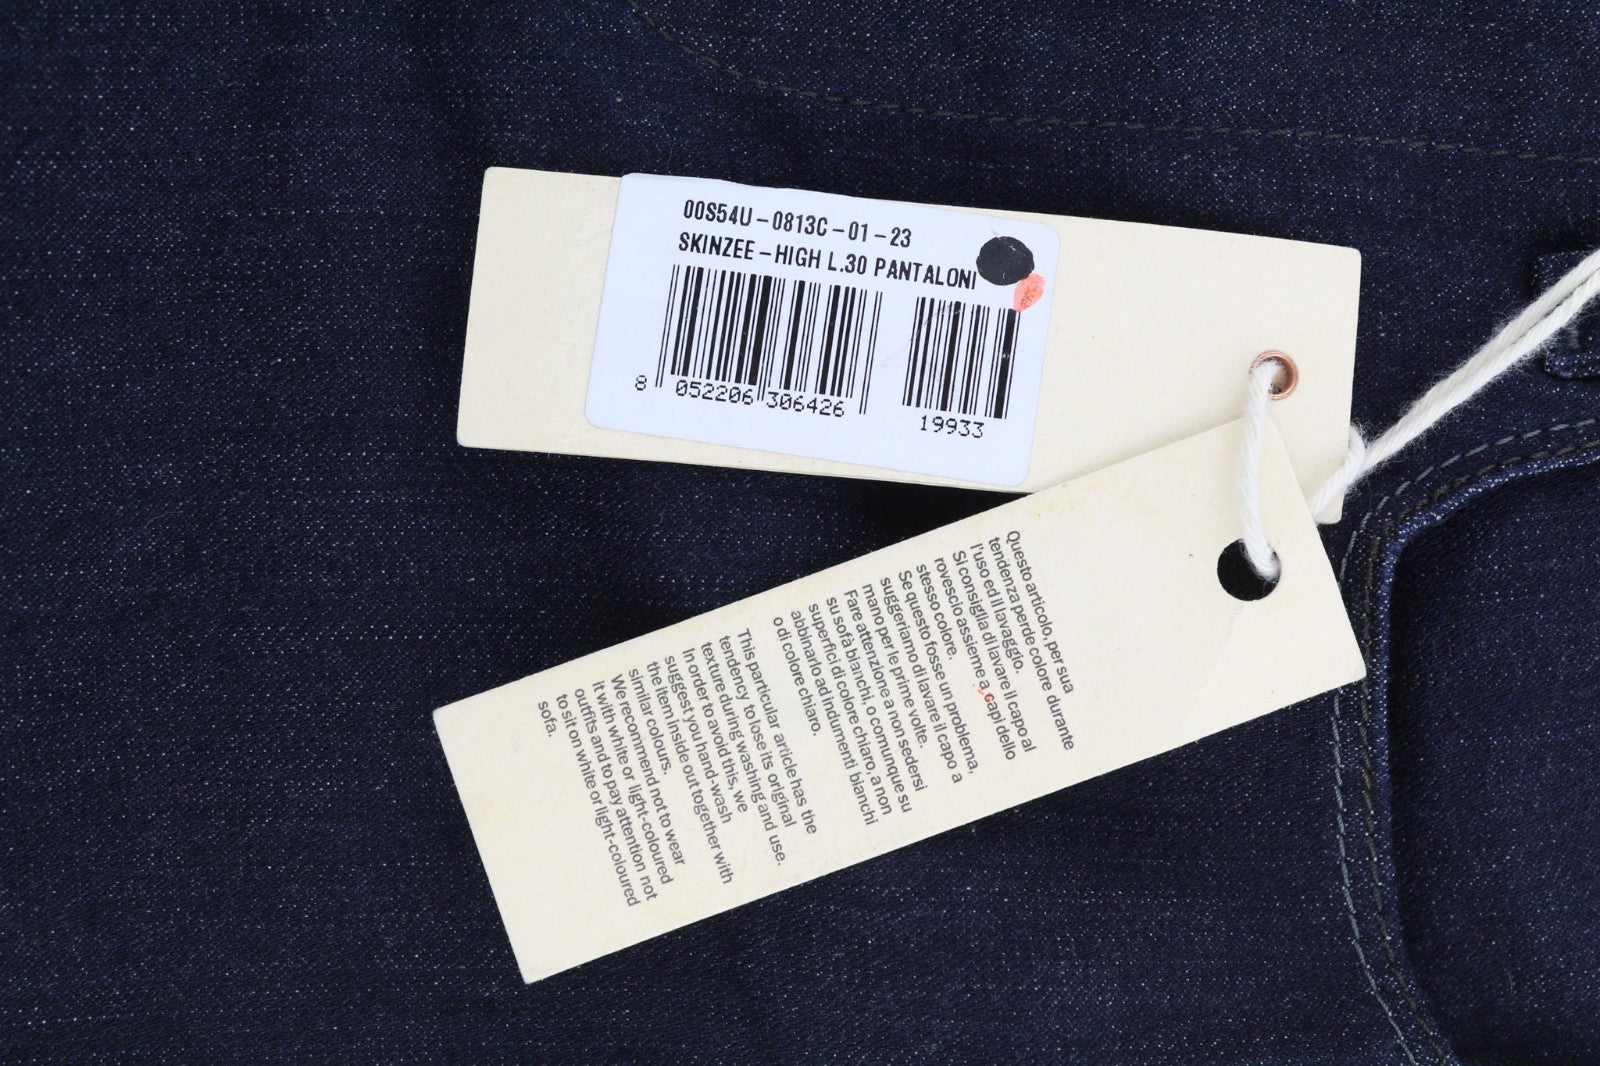 00S54U-0813C-01-23
SKINZEE-HIGH L.30 PANTALONI
8 052206 306426
19933
Questo articolo, per sua
tendenza perde colore durante
l'uso ed il lavaggio.
Si consiglia di lavare il capo al
rovescio assieme a capi dello
stesso colore.
Se questo fosse un problema,
suggeriamo di lavare il capo a
mano per le prime volte.
Fare attenzione a non sedersi
su sofà bianchi, o comunque su
superfici di colore chiaro, a non
abbinarlo ad indumenti bianchi
o di colore chiaro.
This particular article has the
tendency to lose its original
texture during washing and use.
In order to avoid this, we
suggest you hand-wash
the item inside out together with
similar colours.
We recommend not to wear
it with white or light-coloured
outfits and to pay attention not
to sit on white or light-coloured
sofa.